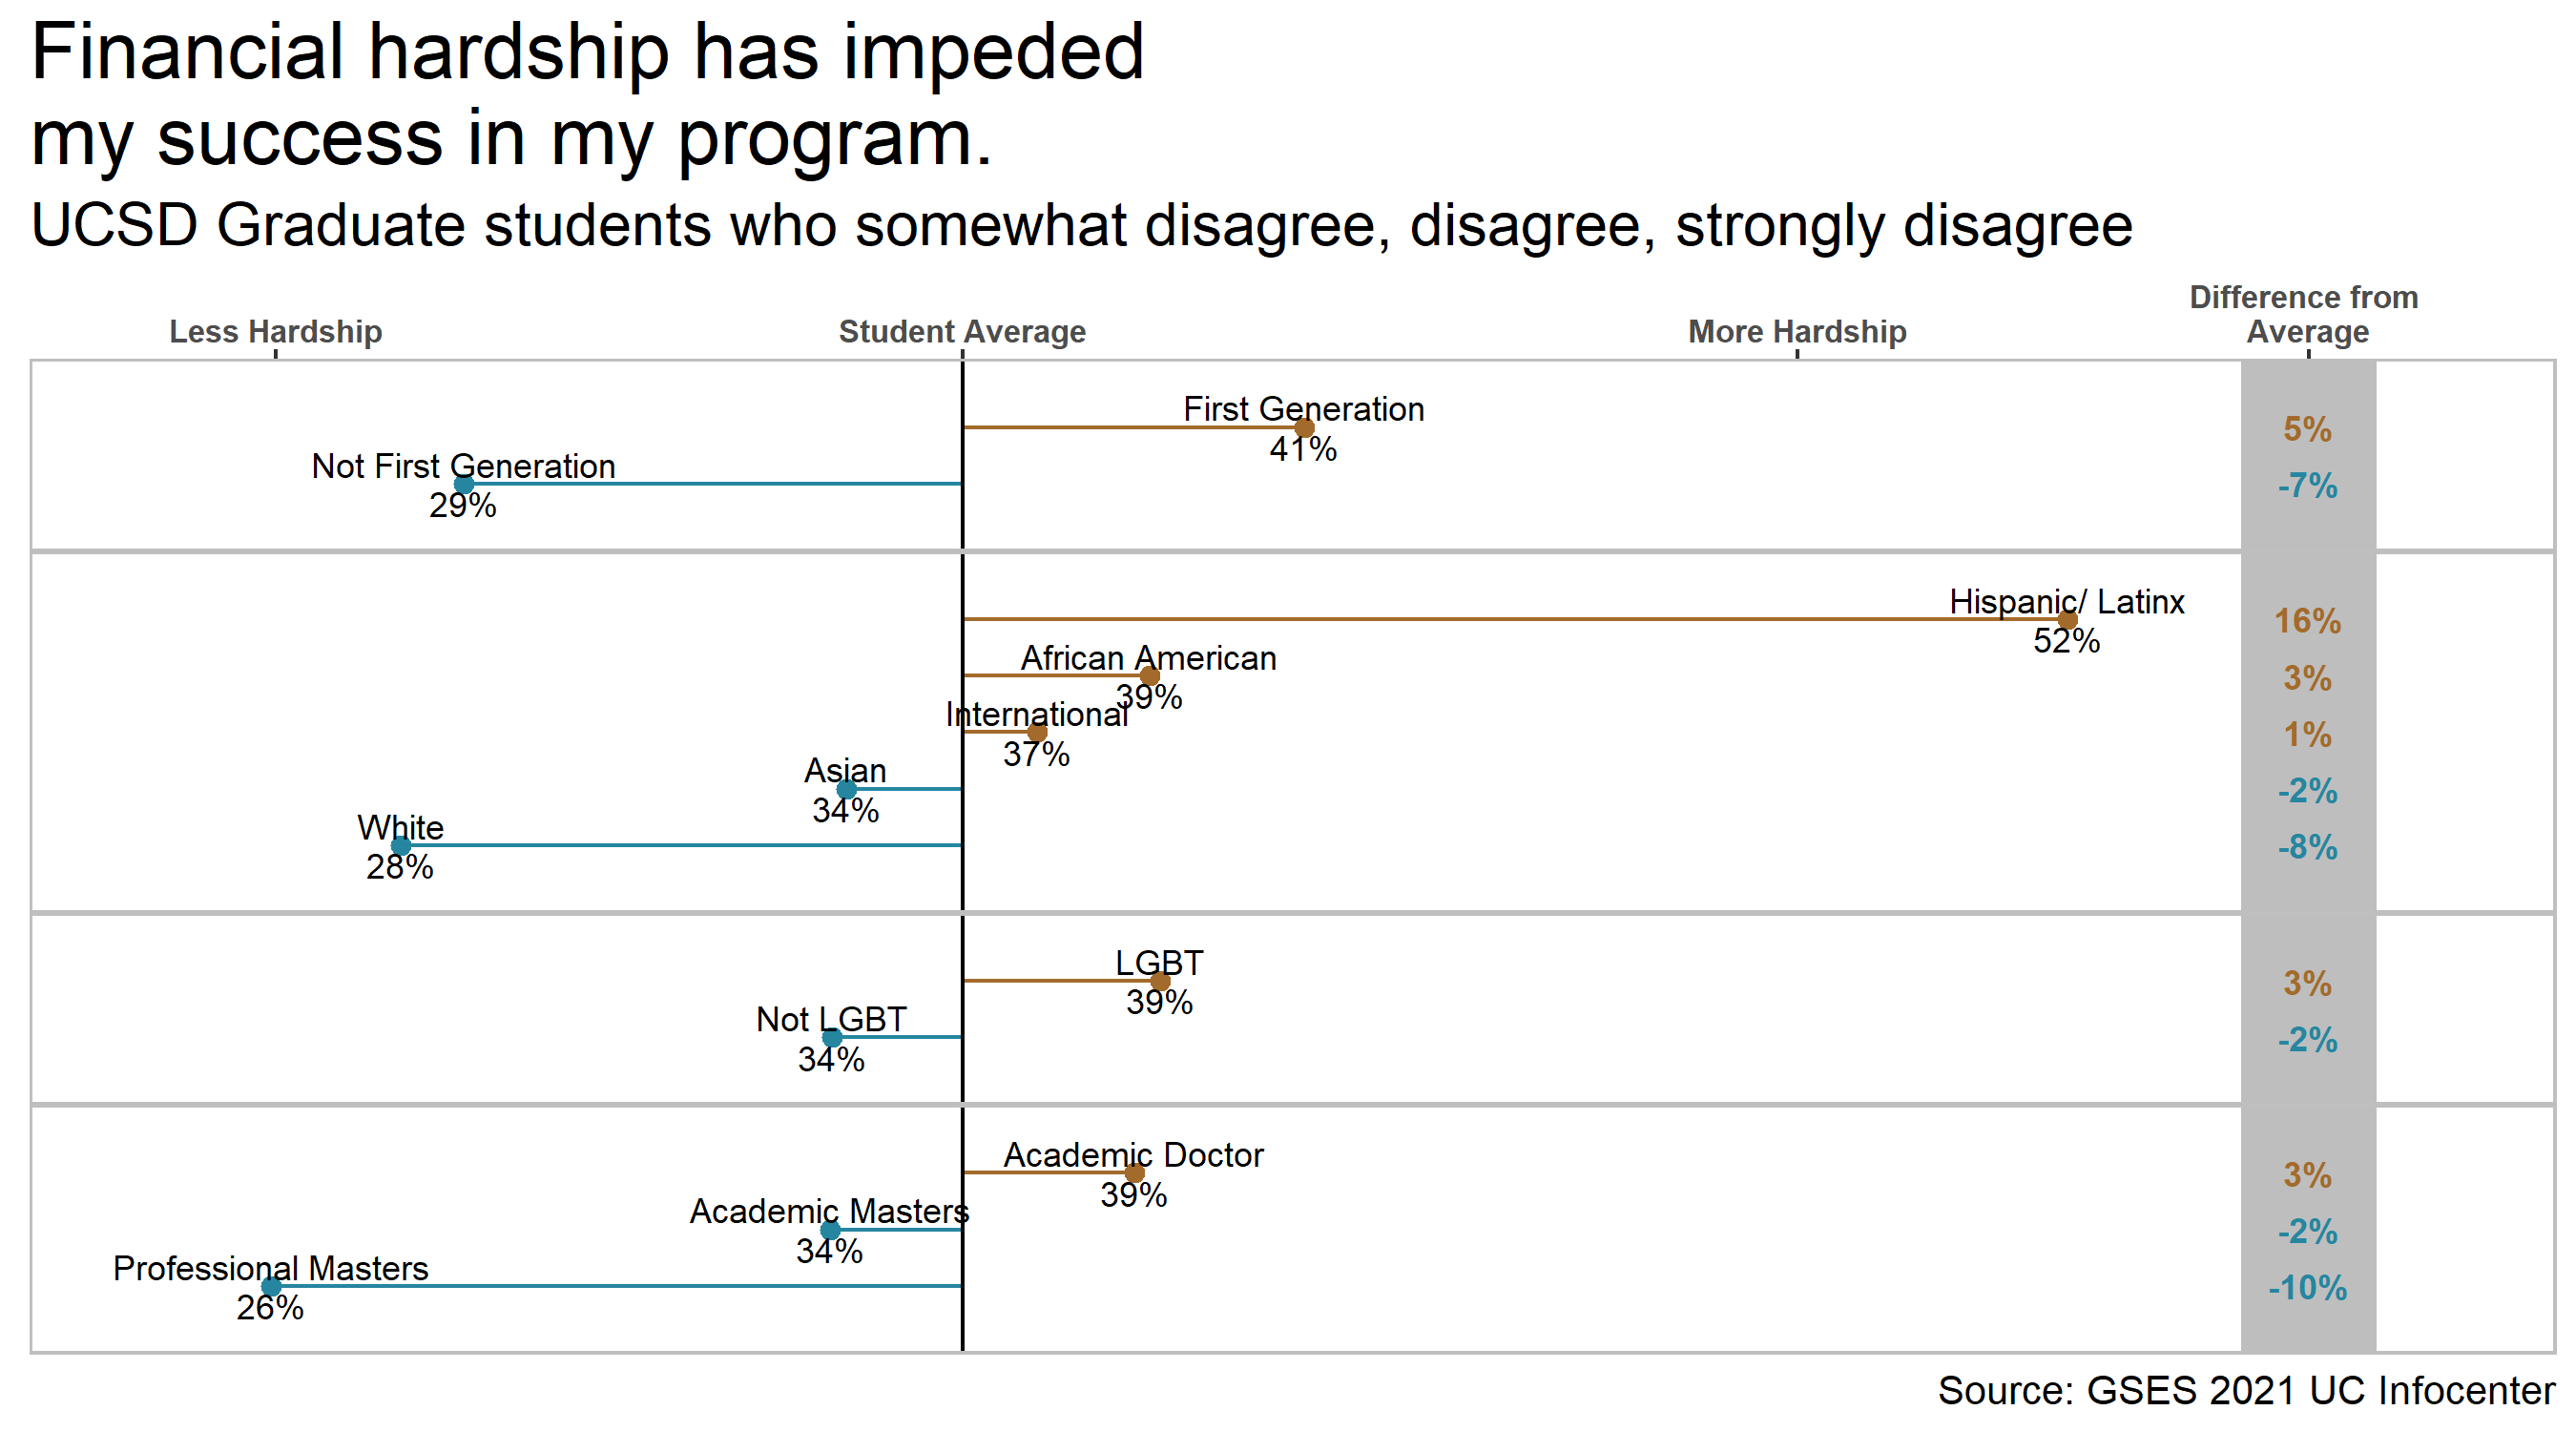 Financial hardship has impeded
my success in my program.
UCSD Graduate students who somewhat disagree, disagree, strongly disagree
Less Hardship
Student Average
More Hardship
Difference from
Average
First Generation
41%
5%
Not First Generation
29%
-7%
Hispanic/ Latinx
52%
16%
African American
39%
3%
International
37%
1%
Asian
34%
-2%
White
28%
-8%
LGBT
39%
3%
Not LGBT
34%
-2%
Academic Doctor
39%
3%
Academic Masters
34%
-2%
Professional Masters
26%
-10%
Source: GSES 2021 UC Infocenter